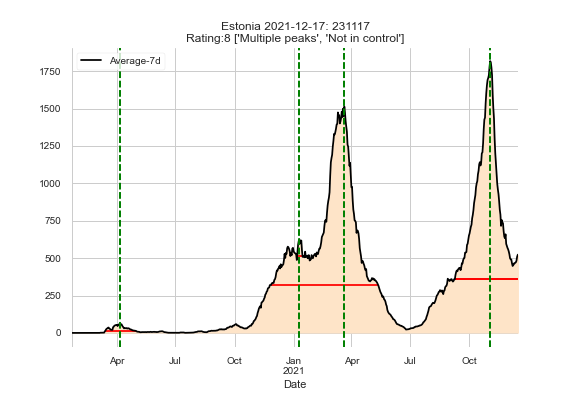 Estonia 2021-12-17: 231117
Rating:8 ['Multiple peaks', 'Not in control']
Average-7d
1750
1500
1250
1000
750
500
250
0
Apr Jul Oct Jan Apr Jul Oct
2021
Date